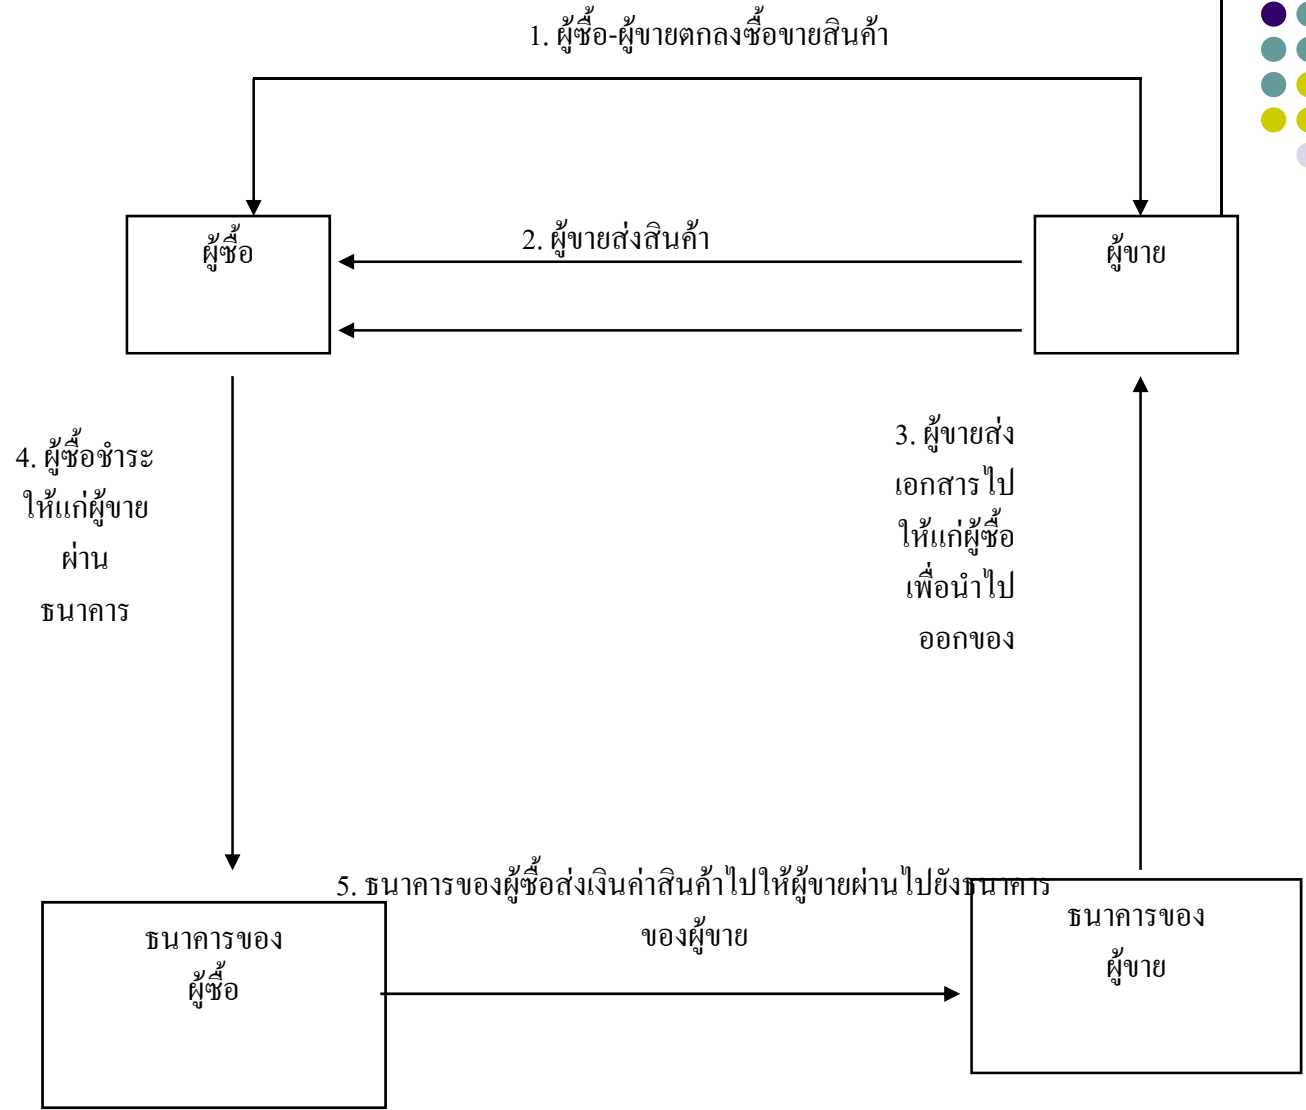 1. ผู้ซื้อ-ผู้ขายตกลงซื้อขายสินค้า
ผู้ซื้อ
2. ผู้ขายส่งสินค้า
ผู้ขาย
4. ผู้ซื้อชำระ
ให้แก่ผู้ขาย
ผ่าน
ธนาคาร
3. ผู้ขายส่ง
เอกสารไป
ให้แก่ผู้ซื้อ
เพื่อนำไป
ออกของ
5. ธนาคารของผู้ซื้อส่งเงินค่าสินค้าไปให้ผู้ขายผ่านไปยังธนาคาร
ของผู้ขาย
ธนาคารของ
ผู้ซื้อ
ธนาคารของ
ผู้ขาย